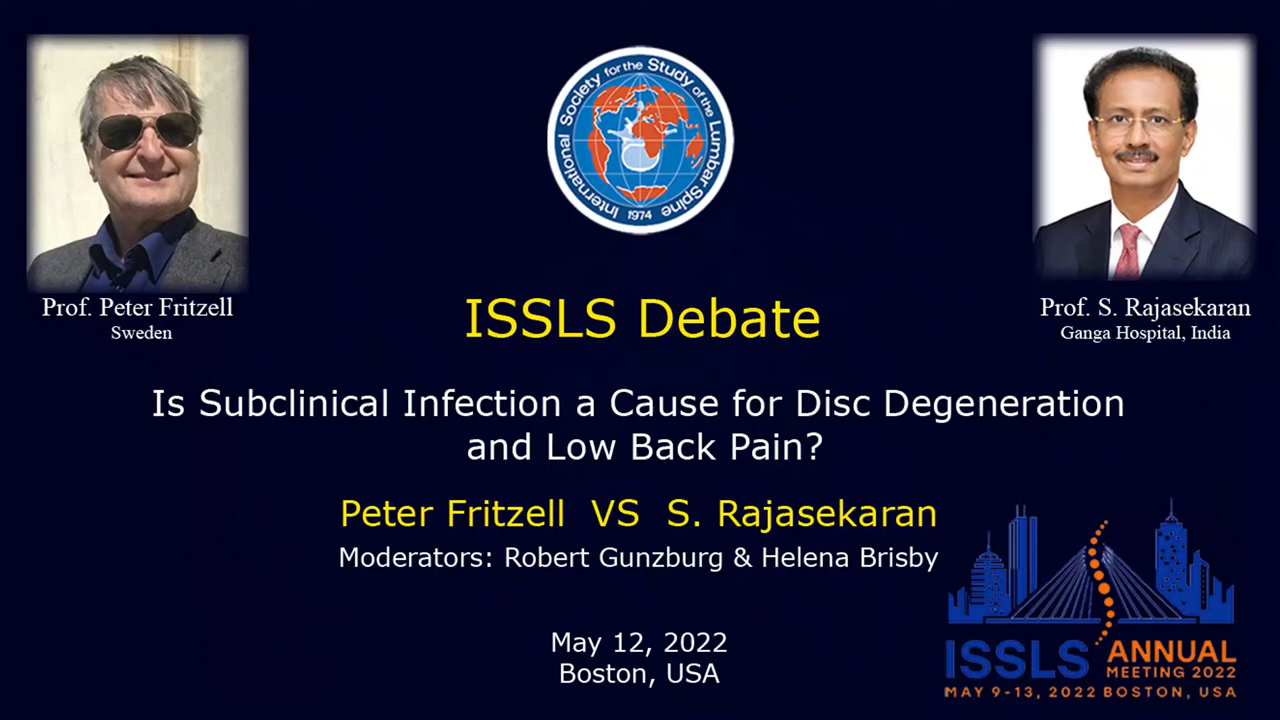 International Society for the Study of the Lumbar Spine
1974
Prof. Peter Fritzell
Sweden
Prof. S. Rajasekaran
Ganga Hospital, India
ISSLS Debate
Is Subclinical Infection a Cause for Disc Degeneration
and Low Back Pain?
Peter Fritzell VS S. Rajasekaran
Moderators: Robert Gunzburg & Helena Brisby
May 12, 2022
Boston, USA
ISSLS ANNUAL
MEETING 2022
MAY 9-13, 2022 BOSTON, USA